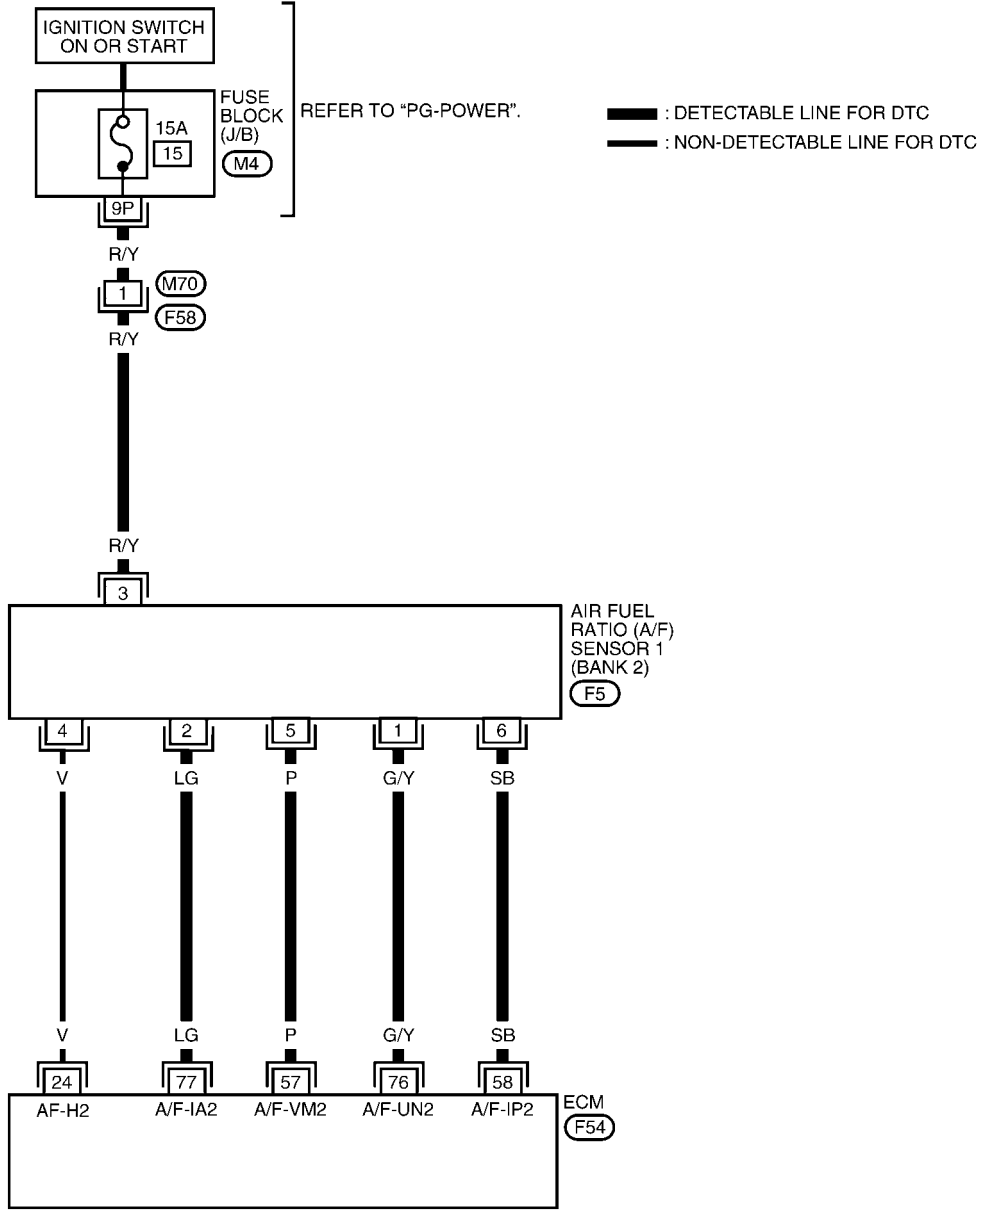 IGNITION SWITCH
ON OR START
FUSE
BLOCK
(J/B)
M4
15A
15
REFER TO “PG-POWER”.
: DETECTABLE LINE FOR DTC
: NON-DETECTABLE LINE FOR DTC
9P
R/Y
1
M70
F58
R/Y
R/Y
3
AIR FUEL
RATIO (A/F)
SENSOR 1
(BANK 2)
F5
4 2 5 1 6
V LG P G/Y SB
V LG P G/Y SB
24 77 57 76 58
AF-H2 A/F-IA2 A/F-VM2 A/F-UN2 A/F-IP2
ECM
F54